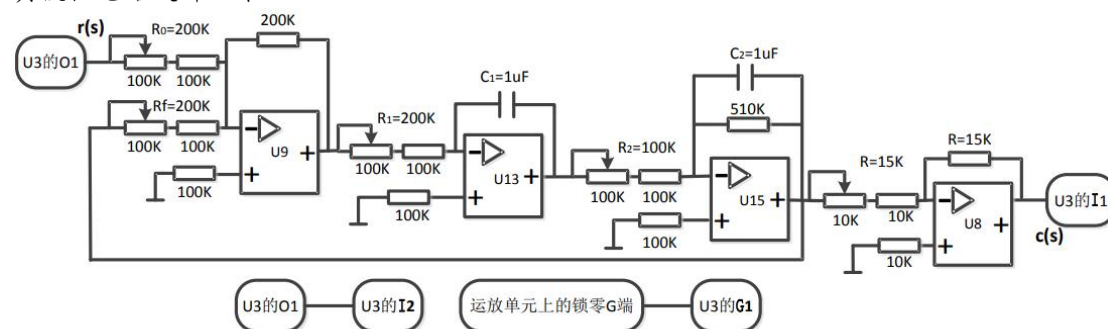 r(s)
U3的O1
R₀=200K
100K
100K
200K
Rf=200K
100K
100K
100K
U9
R₁=200K
100K
100K
C₁=1uF
100K
U13
R₂=100K
100K
100K
C₂=1uF
510K
100K
U15
R=15K
10K
10K
R=15K
10K
U8
U3的I1
c(s)
U3的O1
U3的I2
运放单元上的锁零G端
U3的G1